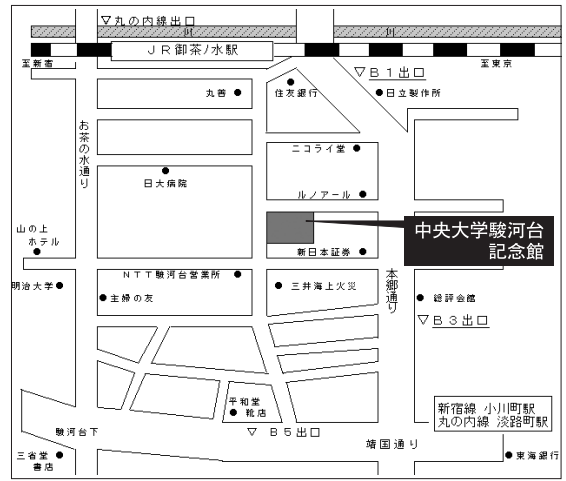 ▽丸の内線出口
川
川
ＪＲ御茶ノ水駅
至新宿
至東京
▽Ｂ１出口
丸善
住友銀行
日立製作所
お茶の水通り
ニコライ堂
日大病院
ルノアール
山の上
ホテル
中央大学駿河台
記念館
新日本証券
本郷通り
ＮＴＴ駿河台営業所
明治大学
主婦の友
三井海上火災
総評会館
▽Ｂ３出口
平和堂
靴店
新宿線 小川町駅
丸の内線 淡路町駅
駿河台下
▽ Ｂ５出口
靖国通り
三省堂
書店
東海銀行